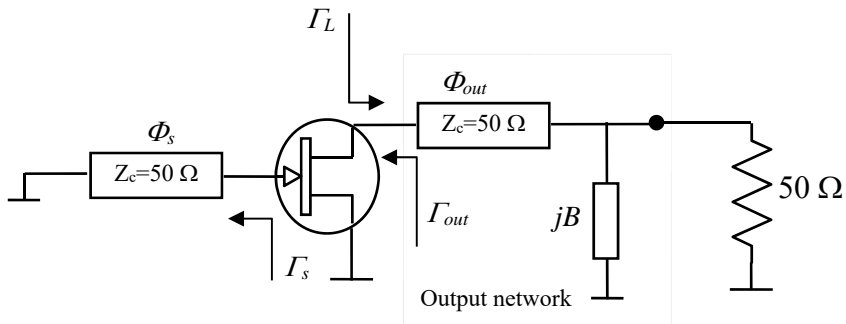 Γ_L
Φ_out
Z_c=50 Ω
Φ_s
Z_c=50 Ω
50 Ω
jB
Γ_out
Γ_s
Output network